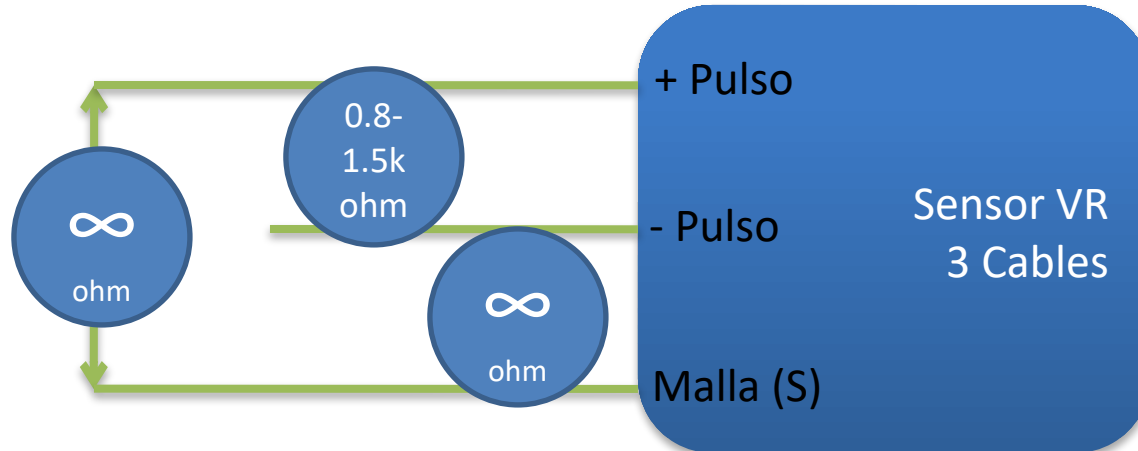 + Pulso
0.8-
1.5k
ohm
∞
ohm
- Pulso
Sensor VR
3 Cables
∞
ohm
Malla (S)